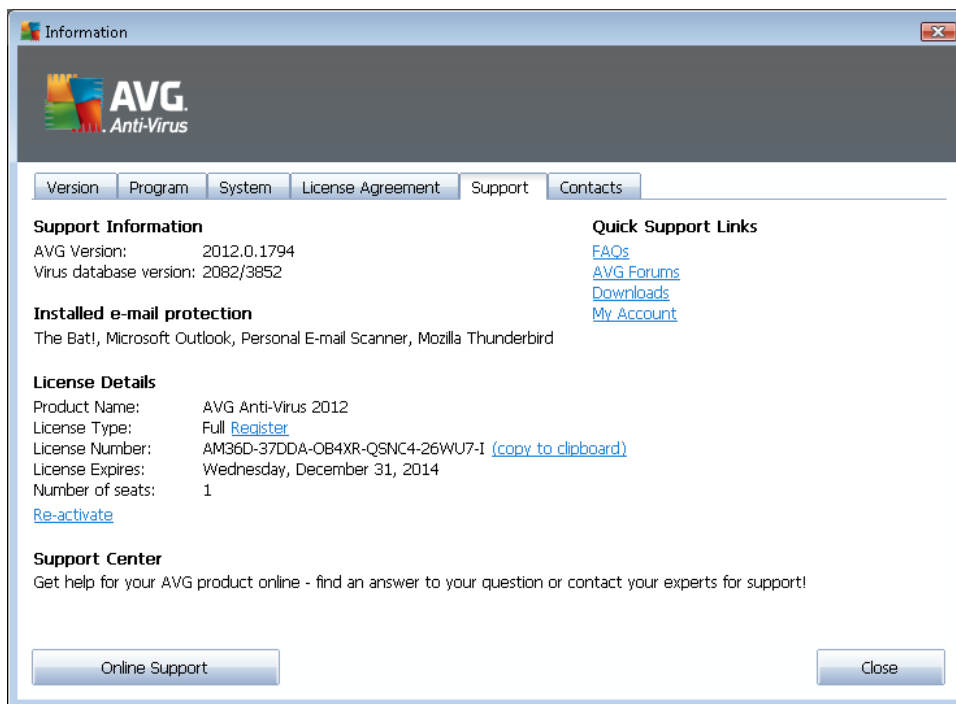 Information
AVG.
Anti-Virus
Version Program System License Agreement Support Contacts
Support Information
AVG Version: 2012.0.1794
Virus database version: 2082/3852
Installed e-mail protection
The Bat!, Microsoft Outlook, Personal E-mail Scanner, Mozilla Thunderbird
License Details
Product Name: AVG Anti-Virus 2012
License Type: Full Register
License Number: AM36D-37DDA-OB4XR-QSNC4-26WU7-I (copy to clipboard)
License Expires: Wednesday, December 31, 2014
Number of seats: 1
Re-activate
Support Center
Get help for your AVG product online - find an answer to your question or contact your experts for support!
Quick Support Links
FAQs
AVG Forums
Downloads
My Account
Online Support
Close